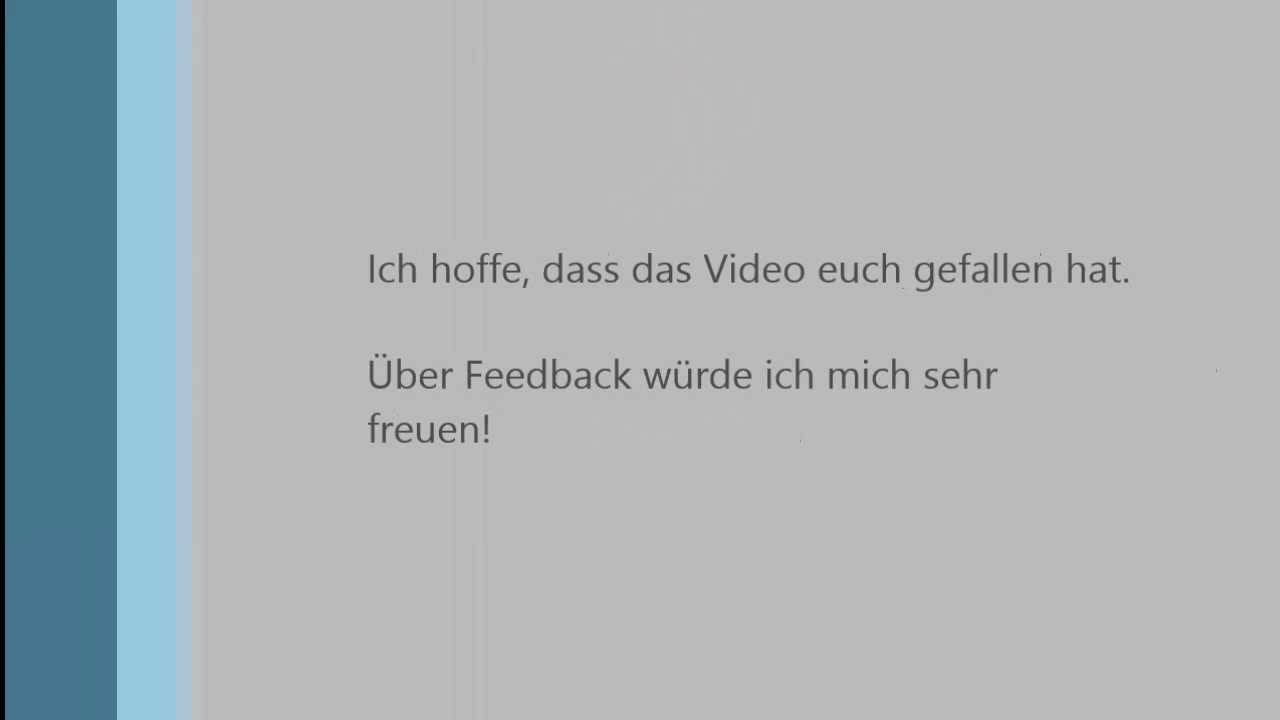 Ich hoffe, dass das Video euch gefallen hat.
Über Feedback würde ich mich sehr
freuen!